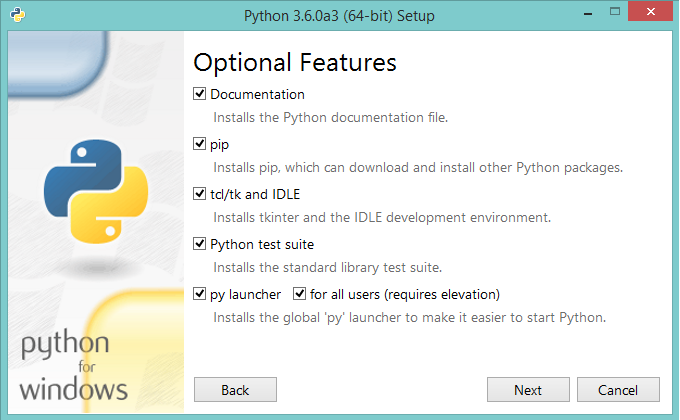 Python 3.6.0a3 (64-bit) Setup
Optional Features
Documentation
Installs the Python documentation file.
pip
Installs pip, which can download and install other Python packages.
tcl/tk and IDLE
Installs tkinter and the IDLE development environment.
Python test suite
Installs the standard library test suite.
py launcher for all users (requires elevation)
Installs the global 'py' launcher to make it easier to start Python.
python
for
windows
Back Next Cancel